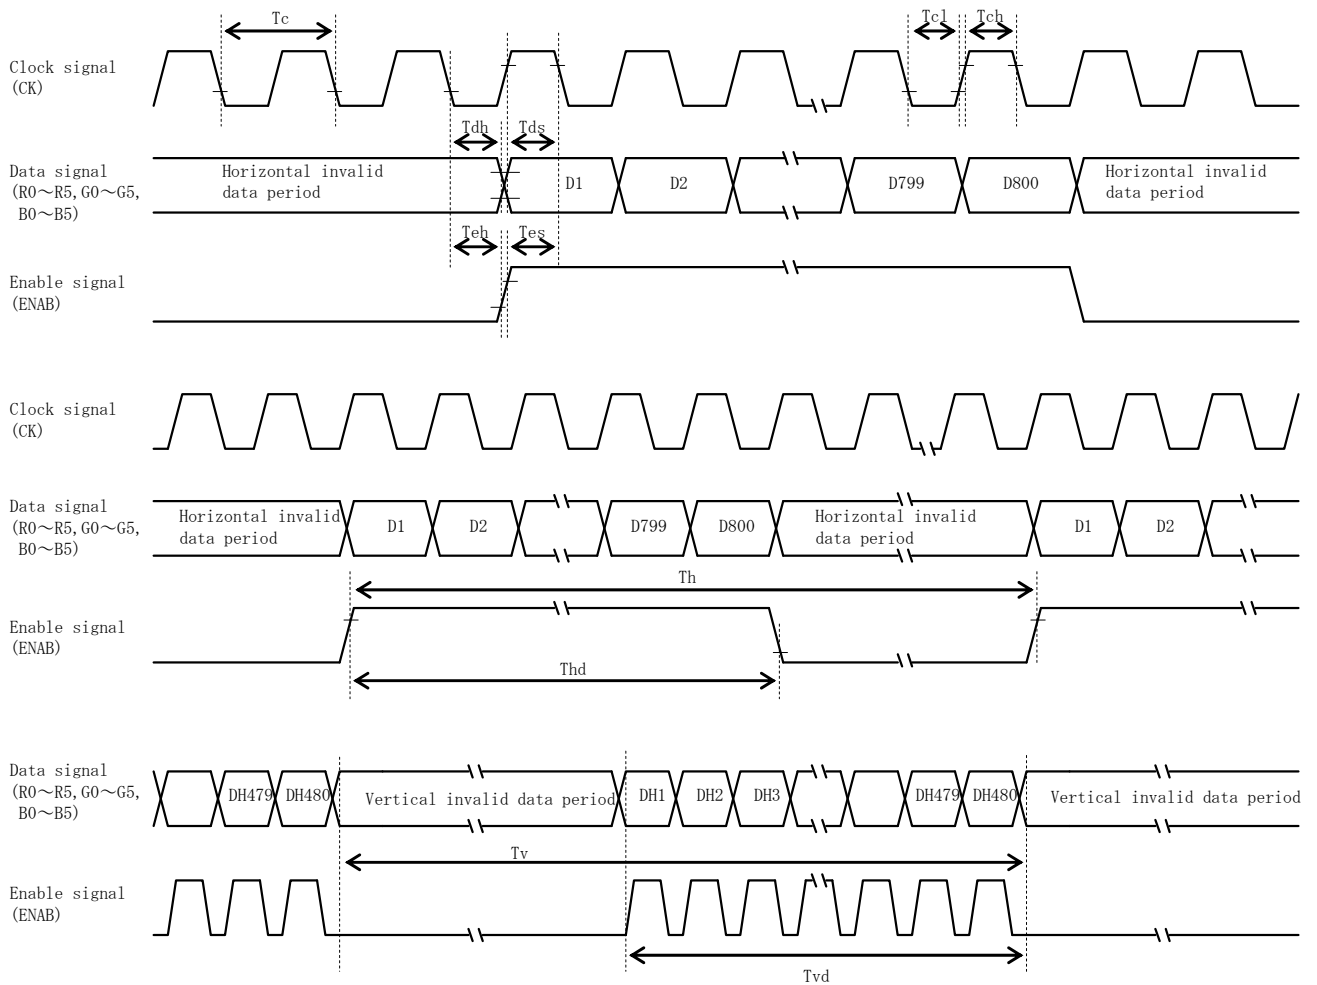 Tc
Tcl
Tch
Clock signal
(CK)
Tdh
Tds
Data signal
(R0～R5,G0～G5,
B0～B5)
Horizontal invalid
data period
D1
D2
D799
D800
Horizontal invalid
data period
Teh
Tes
Enable signal
(ENAB)
Clock signal
(CK)
Data signal
(R0～R5,G0～G5,
B0～B5)
Horizontal invalid
data period
D1
D2
D799
D800
Horizontal invalid
data period
D1
D2
Th
Enable signal
(ENAB)
Thd
Data signal
(R0～R5,G0～G5,
B0～B5)
DH479
DH480
Vertical invalid data period
DH1
DH2
DH3
DH479
DH480
Vertical invalid data period
Tv
Enable signal
(ENAB)
Tvd